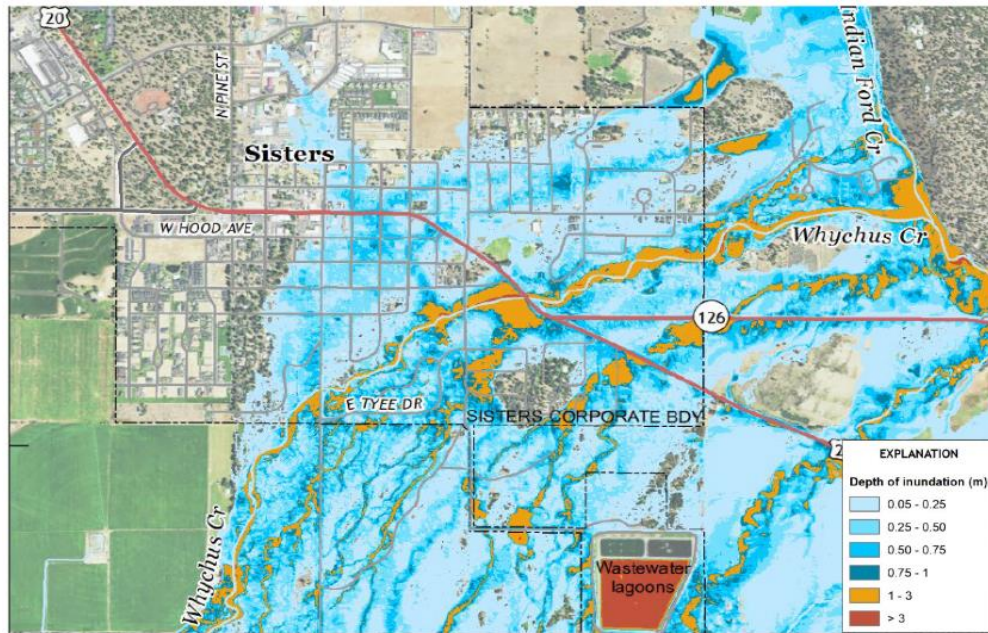 20
N PINE ST
Indian Ford Cr
Sisters
W HOOD AVE
Whychus Cr
126
E TYEE DR
SISTERS CORPORATE BDY
2
Whychus Cr
Wastewater
lagoons
EXPLANATION
Depth of inundation (m)
0.05 - 0.25
0.25 - 0.50
0.50 - 0.75
0.75 - 1
1 - 3
> 3